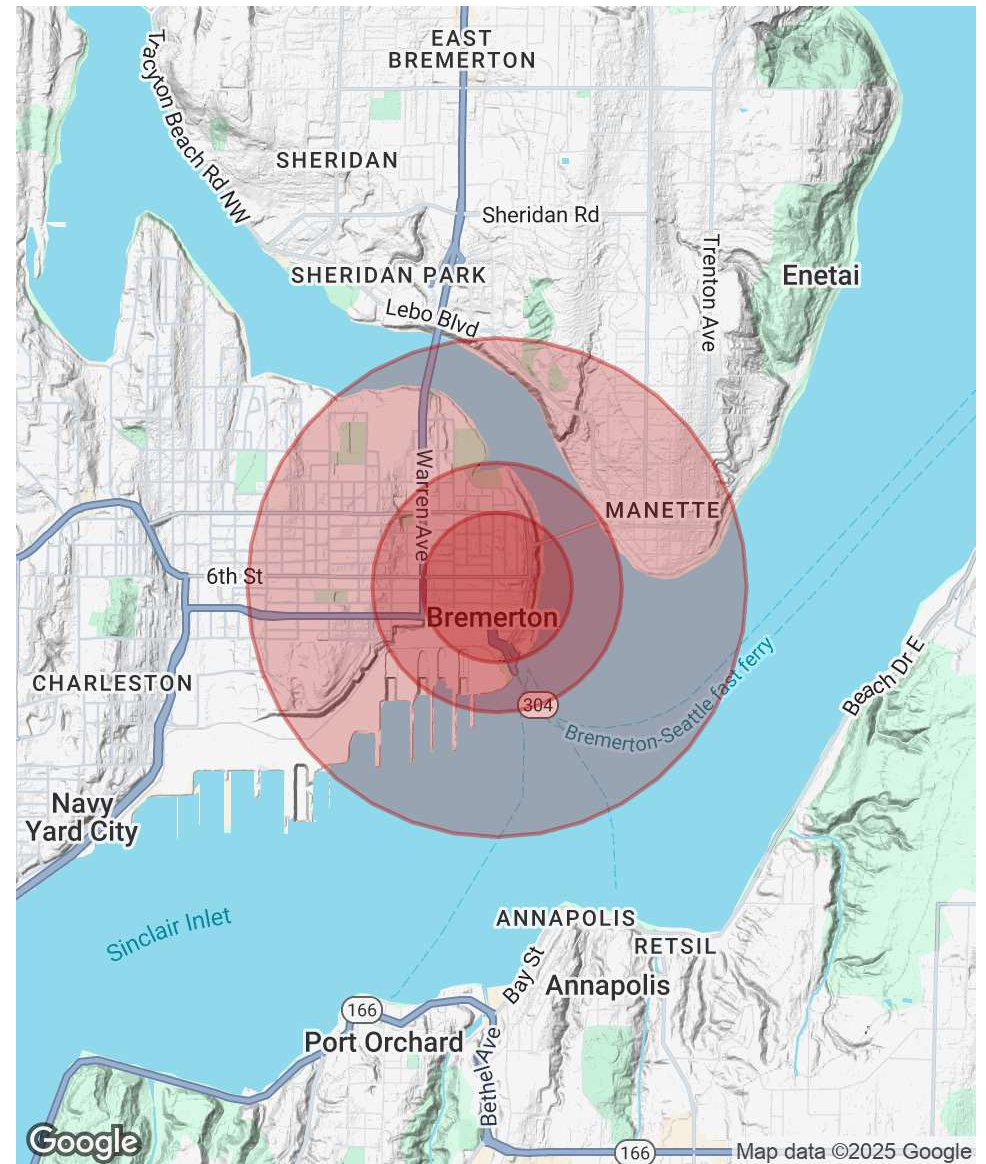 EAST
BREMERTON
Tracyton Beach Rd NW
SHERIDAN
Sheridan Rd
SHERIDAN PARK
Lebo Blvd
Trenton Ave
Enetai
Warren Ave
MANETTE
6th St
Bremerton
CHARLESTON
304
Bremerton-Seattle fast ferry
Beach Dr E
Navy
Yard City
Sinclair Inlet
ANNAPOLIS
RETSIL
Bay St
Annapolis
166
Port Orchard
Bethel Ave
166
Google
Map data ©2025 Google